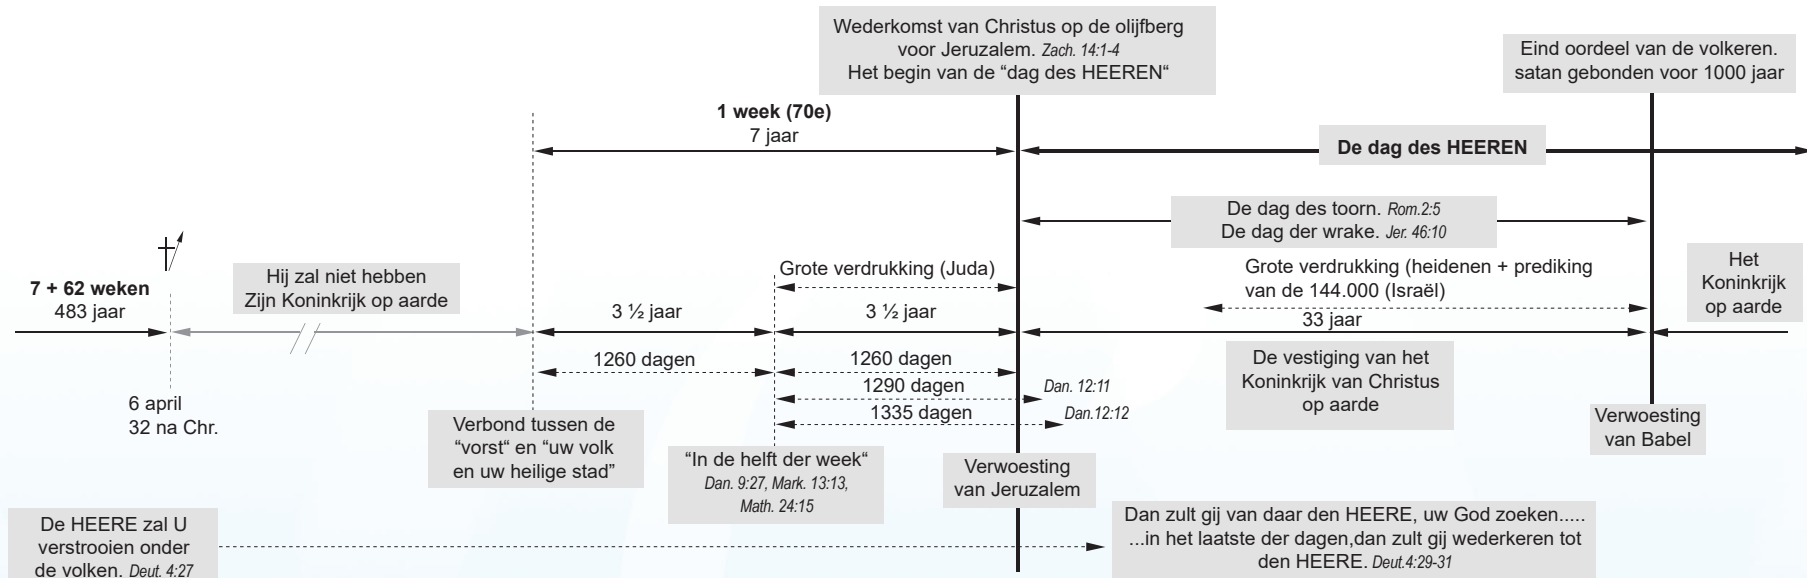 Wederkomst van Christus op de olijfberg
voor Jeruzalem. Zach. 14:1-4
Het begin van de “dag des HEEREN“
Eind oordeel van de volkeren.
satan gebonden voor 1000 jaar
1 week (70e)
7 jaar
De dag des HEEREN
De dag des toorn. Rom.2:5
De dag der wrake. Jer. 46:10
7 + 62 weken
483 jaar
Hij zal niet hebben
Zijn Koninkrijk op aarde
Grote verdrukking (Juda)
Grote verdrukking (heidenen + prediking
van de 144.000 (Israël)
Het
Koninkrijk
op aarde
3 ½ jaar
3 ½ jaar
33 jaar
1260 dagen
1260 dagen
1290 dagen
Dan. 12:11
1335 dagen
Dan.12:12
De vestiging van het
Koninkrijk van Christus
op aarde
6 april
32 na Chr.
Verbond tussen de
“vorst“ en “uw volk
en uw heilige stad”
“In de helft der week“
Dan. 9:27, Mark. 13:13,
Math. 24:15
Verwoesting
van Jeruzalem
Verwoesting
van Babel
De HEERE zal U
verstrooien onder
de volken. Deut. 4:27
Dan zult gij van daar den HEERE, uw God zoeken.....
...in het laatste der dagen,dan zult gij wederkeren tot
den HEERE. Deut.4:29-31